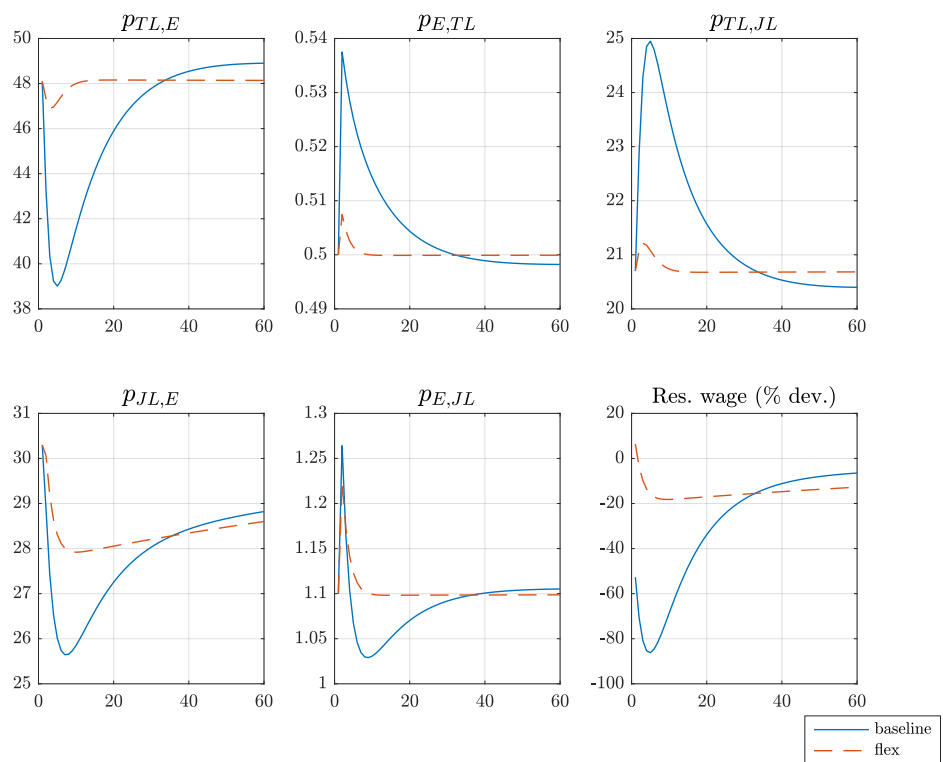 p_{TL,E}
50
48
46
44
42
40
38
0 20 40 60
p_{E,TL}
0.54
0.53
0.52
0.51
0.5
0.49
0 20 40 60
p_{TL,JL}
25
24
23
22
21
20
0 20 40 60
p_{JL,E}
31
30
29
28
27
26
25
0 20 40 60
p_{E,JL}
1.3
1.25
1.2
1.15
1.1
1.05
1
0 20 40 60
Res. wage (% dev.)
20
0
-20
-40
-60
-80
-100
0 20 40 60
baseline
flex